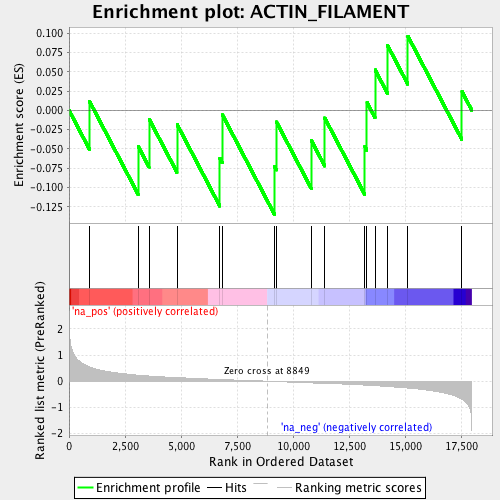 Enrichment plot: ACTIN_FILAMENT
Enrichment score (ES)
0.100
0.075
0.050
0.025
0.000
-0.025
-0.050
-0.075
-0.100
-0.125
'na_pos' (positively correlated)
Ranked list metric (PreRanked)
2
1
0
-1
-2
Zero cross at 8849
'na_neg' (negatively correlated)
0 2,500 5,000 7,500 10,000 12,500 15,000 17,500
Rank in Ordered Dataset
Enrichment profile Hits Ranking metric scores